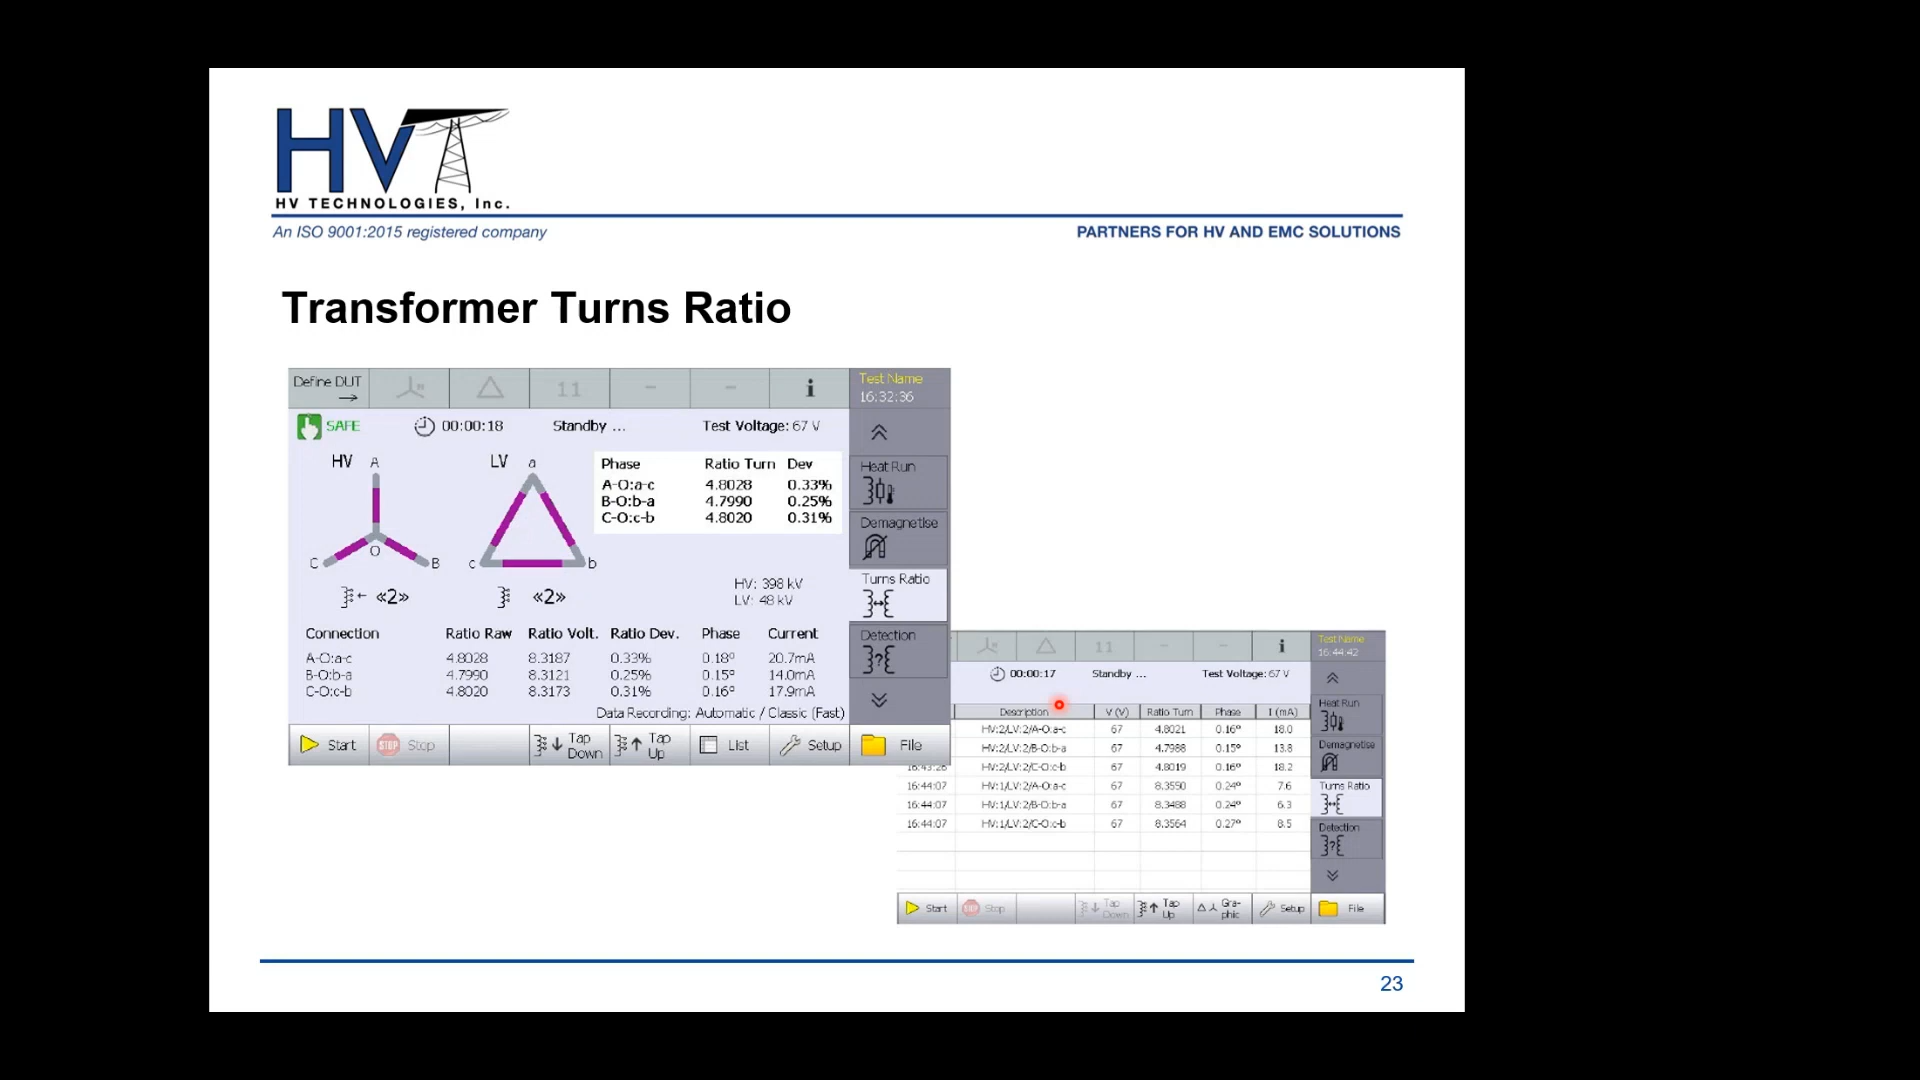 HVT
HV TECHNOLOGIES, Inc.
An ISO 9001:2015 registered company
PARTNERS FOR HV AND EMC SOLUTIONS
Transformer Turns Ratio
Define DUT
11
i
Test Name
16:32:36
SAFE
00:00:18
Standby ...
Test Voltage: 67 V
HV A
LV a
Phase Ratio Turn Dev
A-O:a-c 4.8028 0.33%
B-O:b-a 4.7990 0.25%
C-O:c-b 4.8020 0.31%
C O B
c b
«2»
«2»
HV: 398 kV
LV: 48 kV
Connection Ratio Raw Ratio Volt. Ratio Dev. Phase Current
A-O:a-c 4.8028 8.3187 0.33% 0.18° 20.7mA
B-O:b-a 4.7990 8.3121 0.25% 0.15° 14.0mA
C-O:c-b 4.8020 8.3173 0.31% 0.16° 17.9mA
Data Recording: Automatic / Classic (Fast)
Heat Run
Demagnetise
Turns Ratio
Detection
Start
STOP Stop
Tap Down
Tap Up
List
Setup
File
11
i
Test Name
16:44:42
00:00:17
Standby ...
Test Voltage: 67 V
Description V (V) Ratio Turn Phase I (mA)
HV:2/LV:2/A-O:a-c 67 4.8021 0.16° 18.0
HV:2/LV:2/B-O:b-a 67 4.7988 0.15° 13.8
16:43:26 HV:2/LV:2/C-O:c-b 67 4.8019 0.16° 18.2
16:44:07 HV:1/LV:2/A-O:a-c 67 8.3550 0.24° 7.6
16:44:07 HV:1/LV:2/B-O:b-a 67 8.3488 0.24° 6.3
16:44:07 HV:1/LV:2/C-O:c-b 67 8.3564 0.27° 8.5
Heat Run
Demagnetise
Turns Ratio
Detection
Start
STOP Stop
Tap Down
Tap Up
Gra-
phic
Setup
File
23